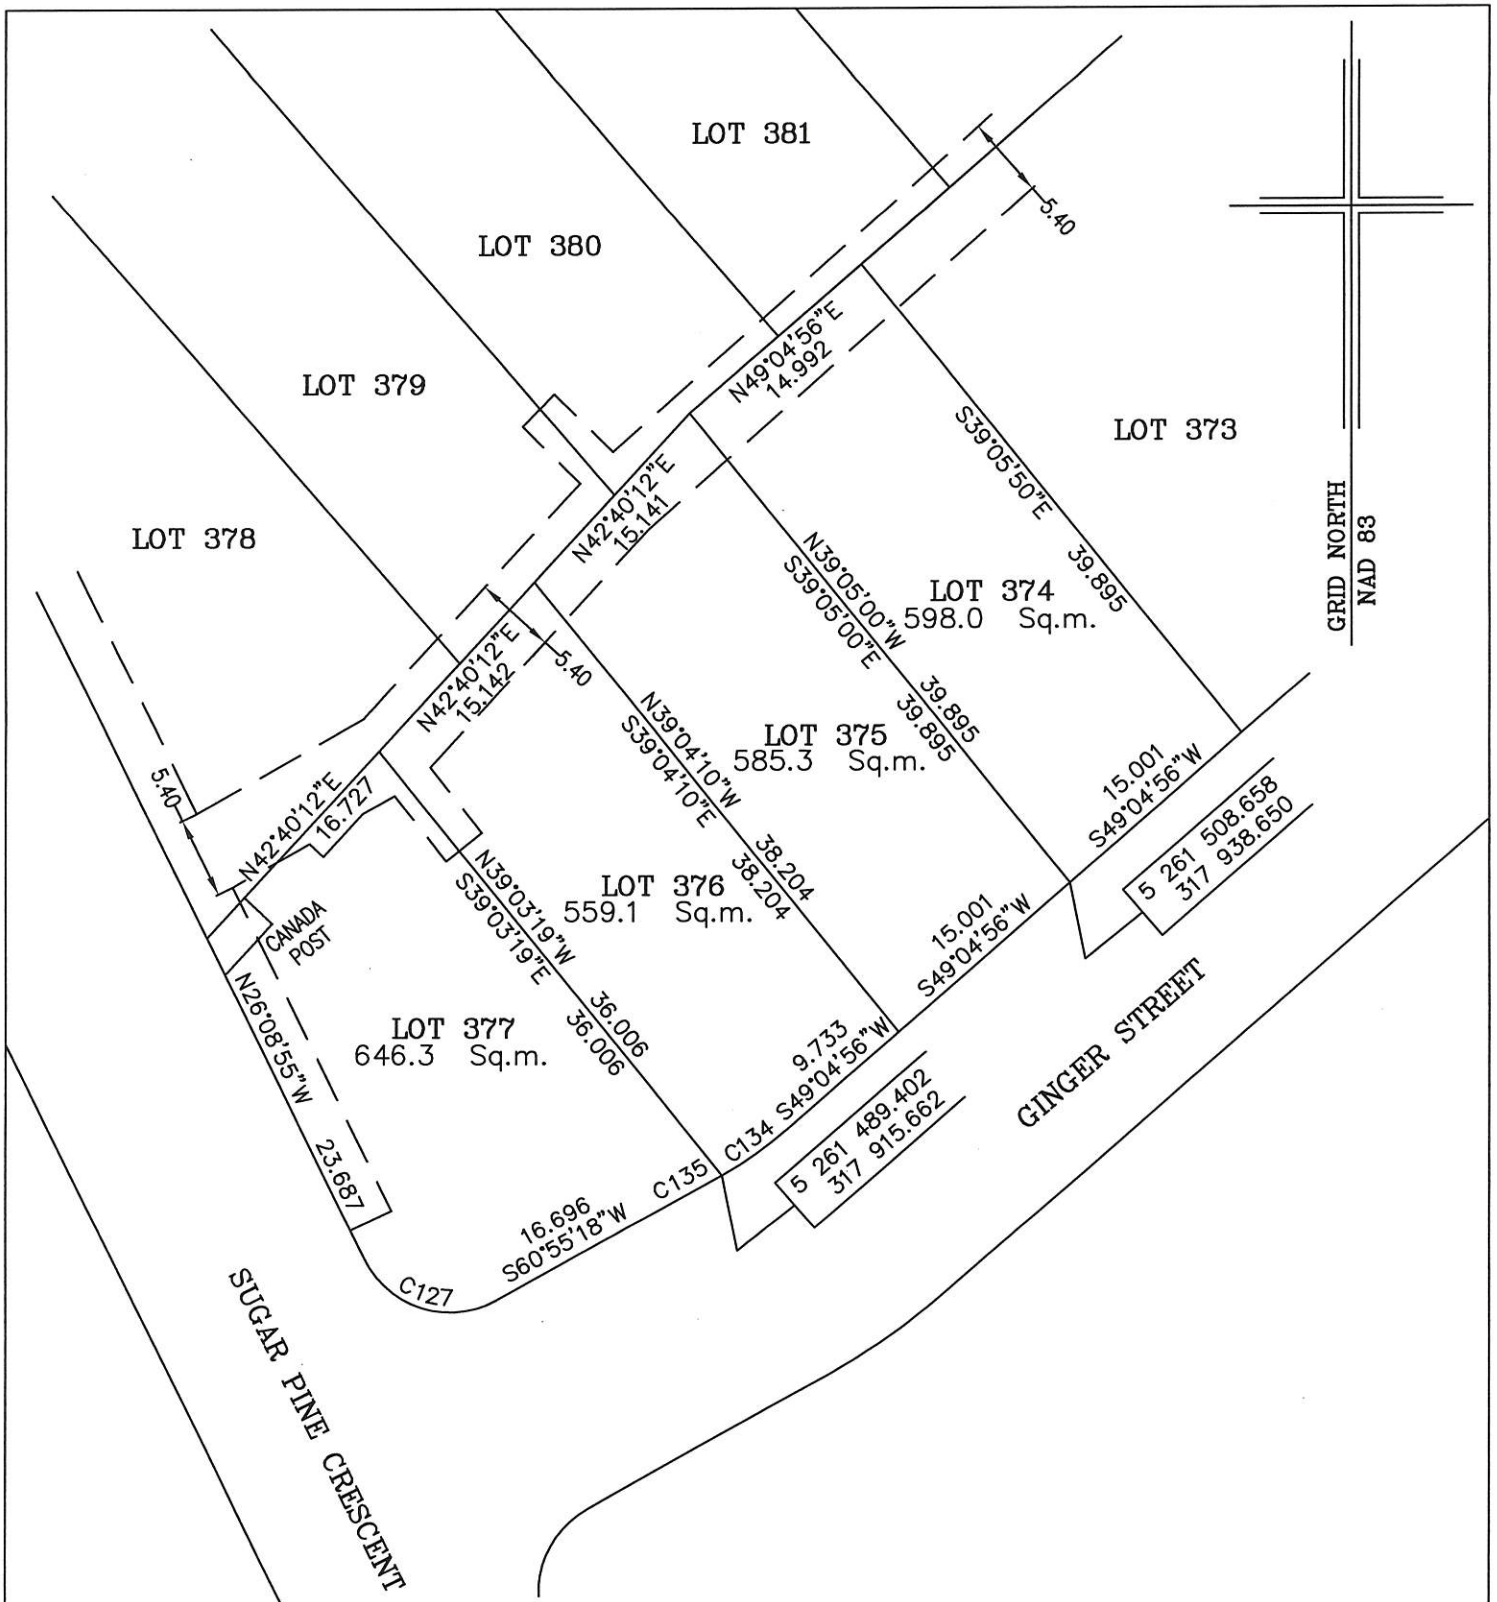 LOT 381
5.40
LOT 380
N49°04'56"E
14.992
LOT 379
LOT 373
S39°05'50"E
39.895
GRID NORTH
NAD 83
N42°40'12"E
15.141
LOT 378
N39°05'00"W
39.895
S39°05'00"E
39.895
LOT 374
598.0 Sq.m.
N42°40'12"E
15.142
5.40
N39°04'10"W
38.204
S39°04'10"E
38.204
LOT 375
585.3 Sq.m.
15.001
S49°04'56"W
5 261 508.658
317 938.650
5.40
N42°40'12"E
16.727
N39°03'19"W
36.006
S39°03'19"E
36.006
LOT 376
559.1 Sq.m.
15.001
S49°04'56"W
CANADA
POST
N26°08'55"W
23.687
LOT 377
646.3 Sq.m.
9.733
S49°04'56"W
C134
5 261 489.402
317 915.662
GINGER STREET
C135
16.696
S60°55'18"W
C127
SUGAR PINE CRESCENT